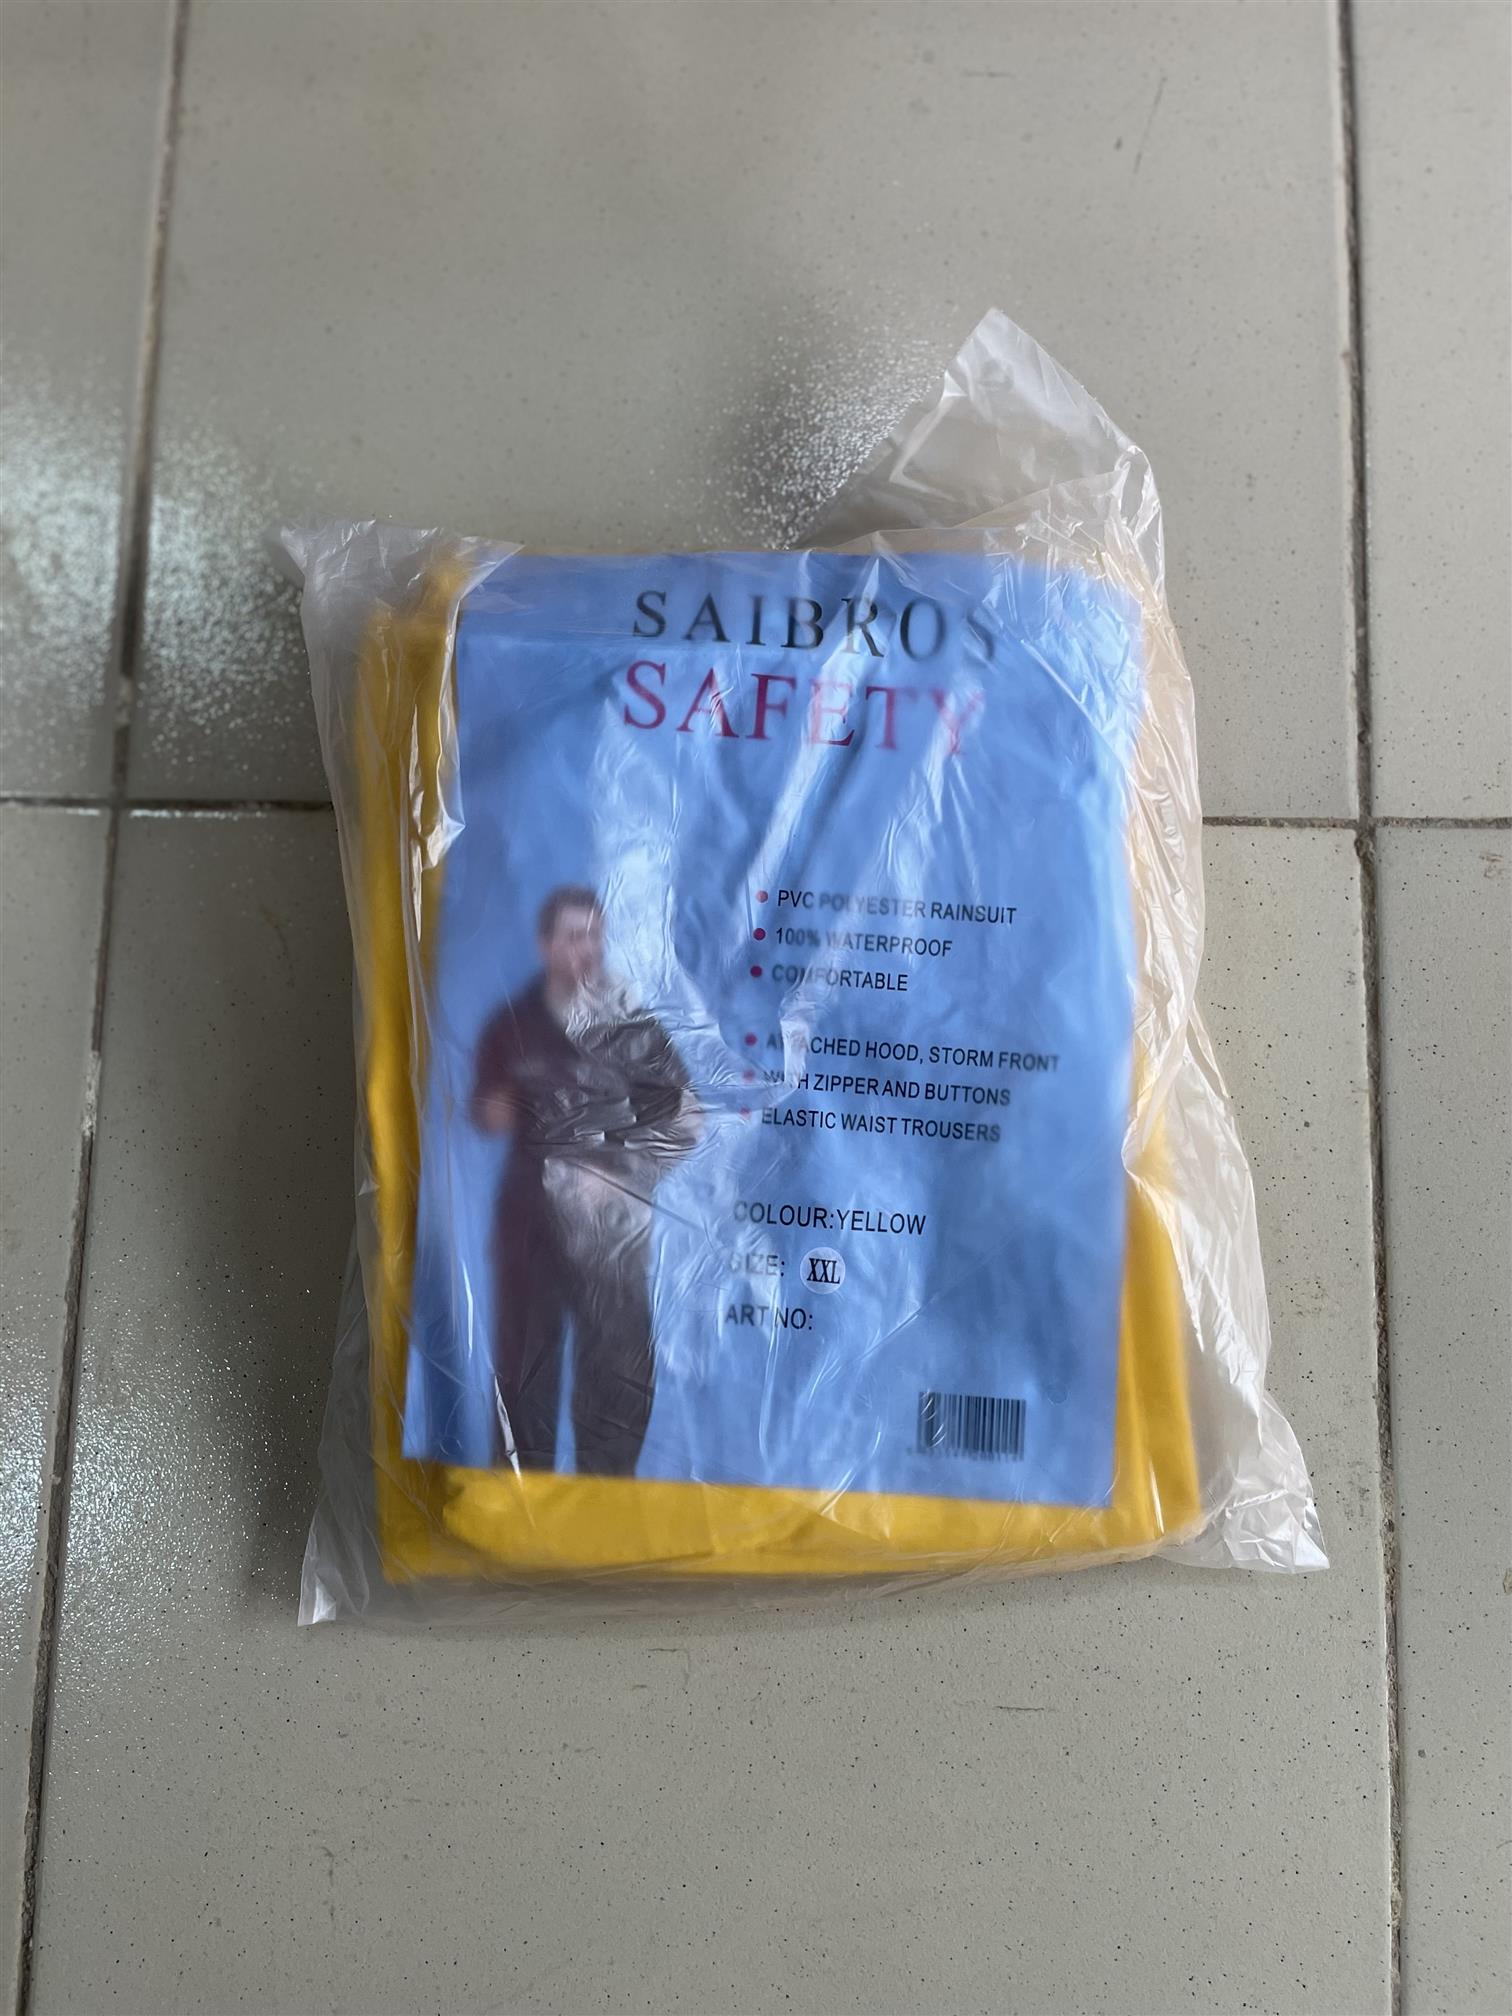 SAIBROS
SAFETY
PVC POLYESTER RAINSUIT
100% WATERPROOF
COMFORTABLE
ATTACHED HOOD, STORM FRONT
WITH ZIPPER AND BUTTONS
ELASTIC WAIST TROUSERS
COLOUR:YELLOW
SIZE: XXL
ART NO: